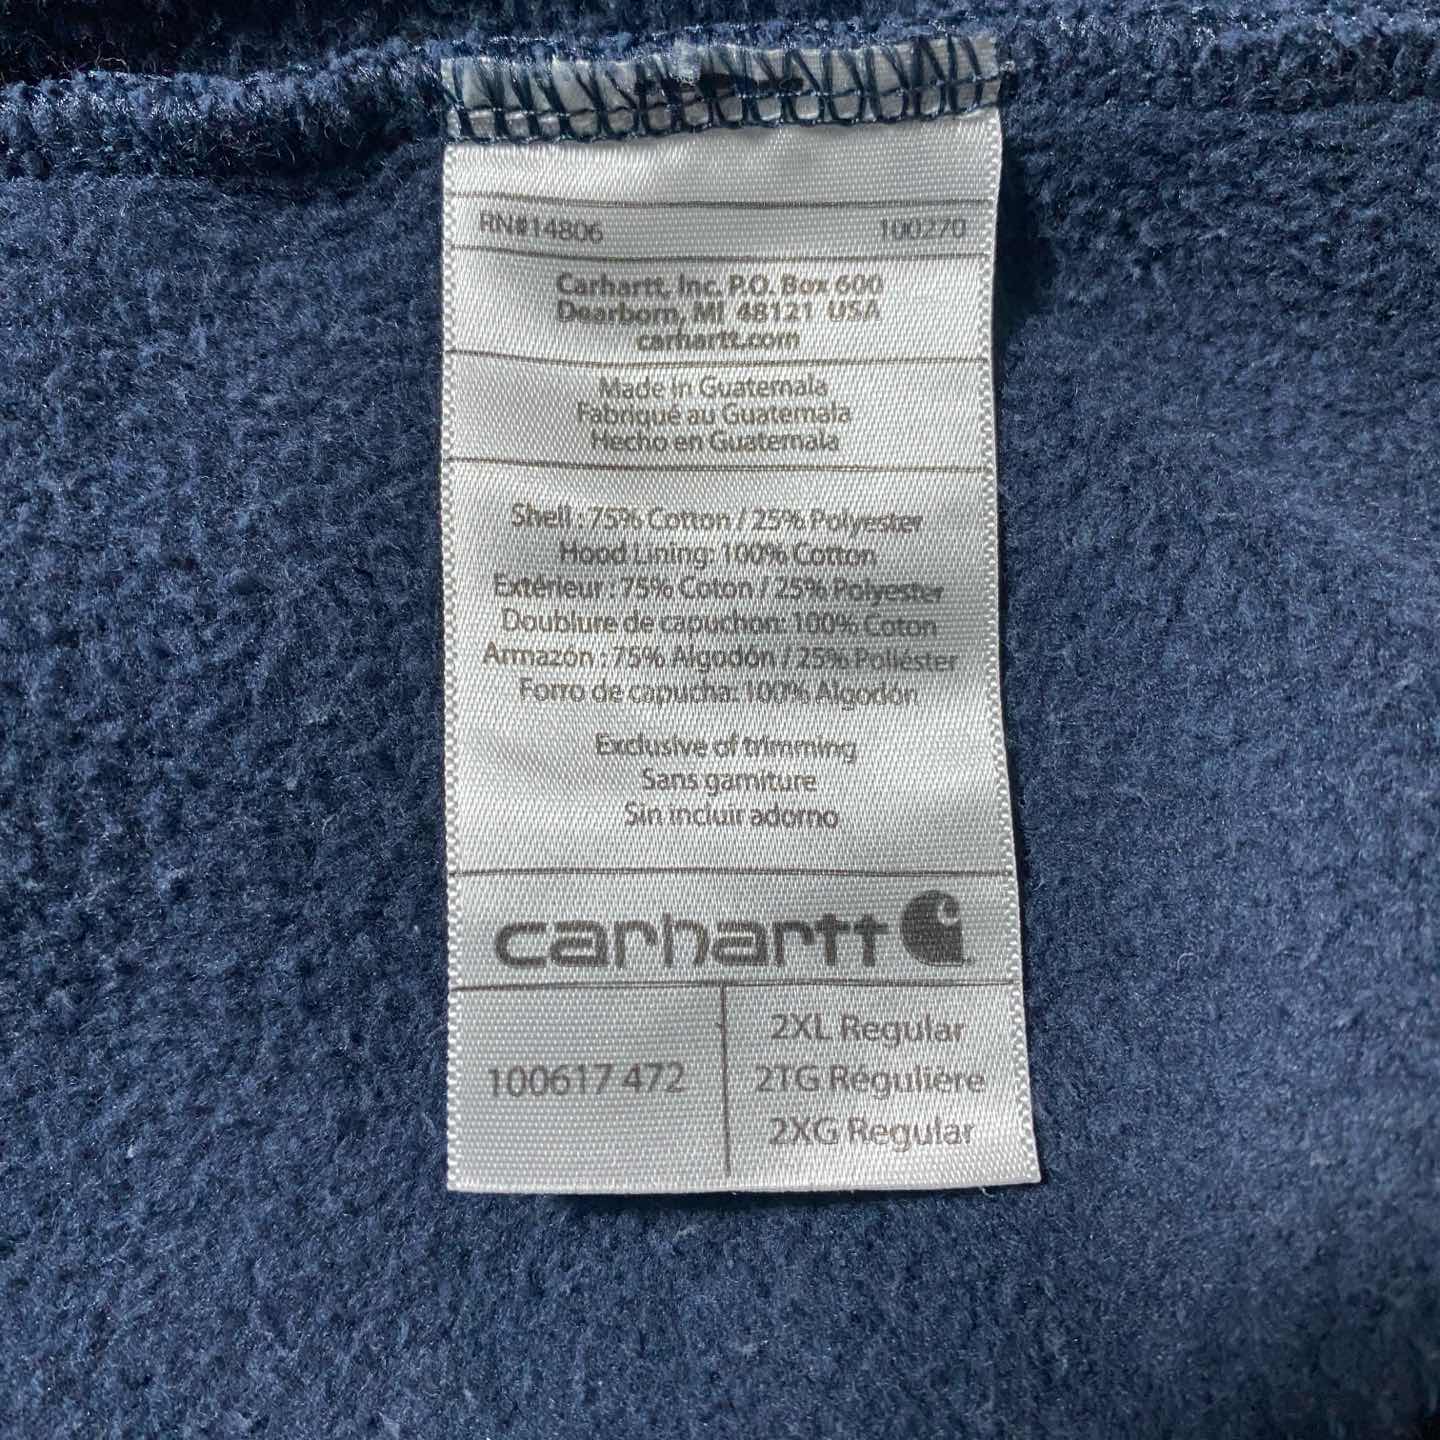 RN#14806 100270
Carhartt, Inc. P.O. Box 600
Dearborn, MI 48121 USA
carhartt.com
Made in Guatemala
Fabriqué au Guatemala
Hecho en Guatemala
Shell : 75% Cotton / 25% Polyester
Hood Lining: 100% Cotton
Extérieur : 75% Coton / 25% Polyester
Doublure de capuchon: 100% Coton
Armazón : 75% Algodón / 25% Poliéster
Forro de capucha: 100% Algodón
Exclusive of trimming
Sans garniture
Sin incluir adorno
carhartt
100617 472
2XL Regular
2TG Régulière
2XG Regular